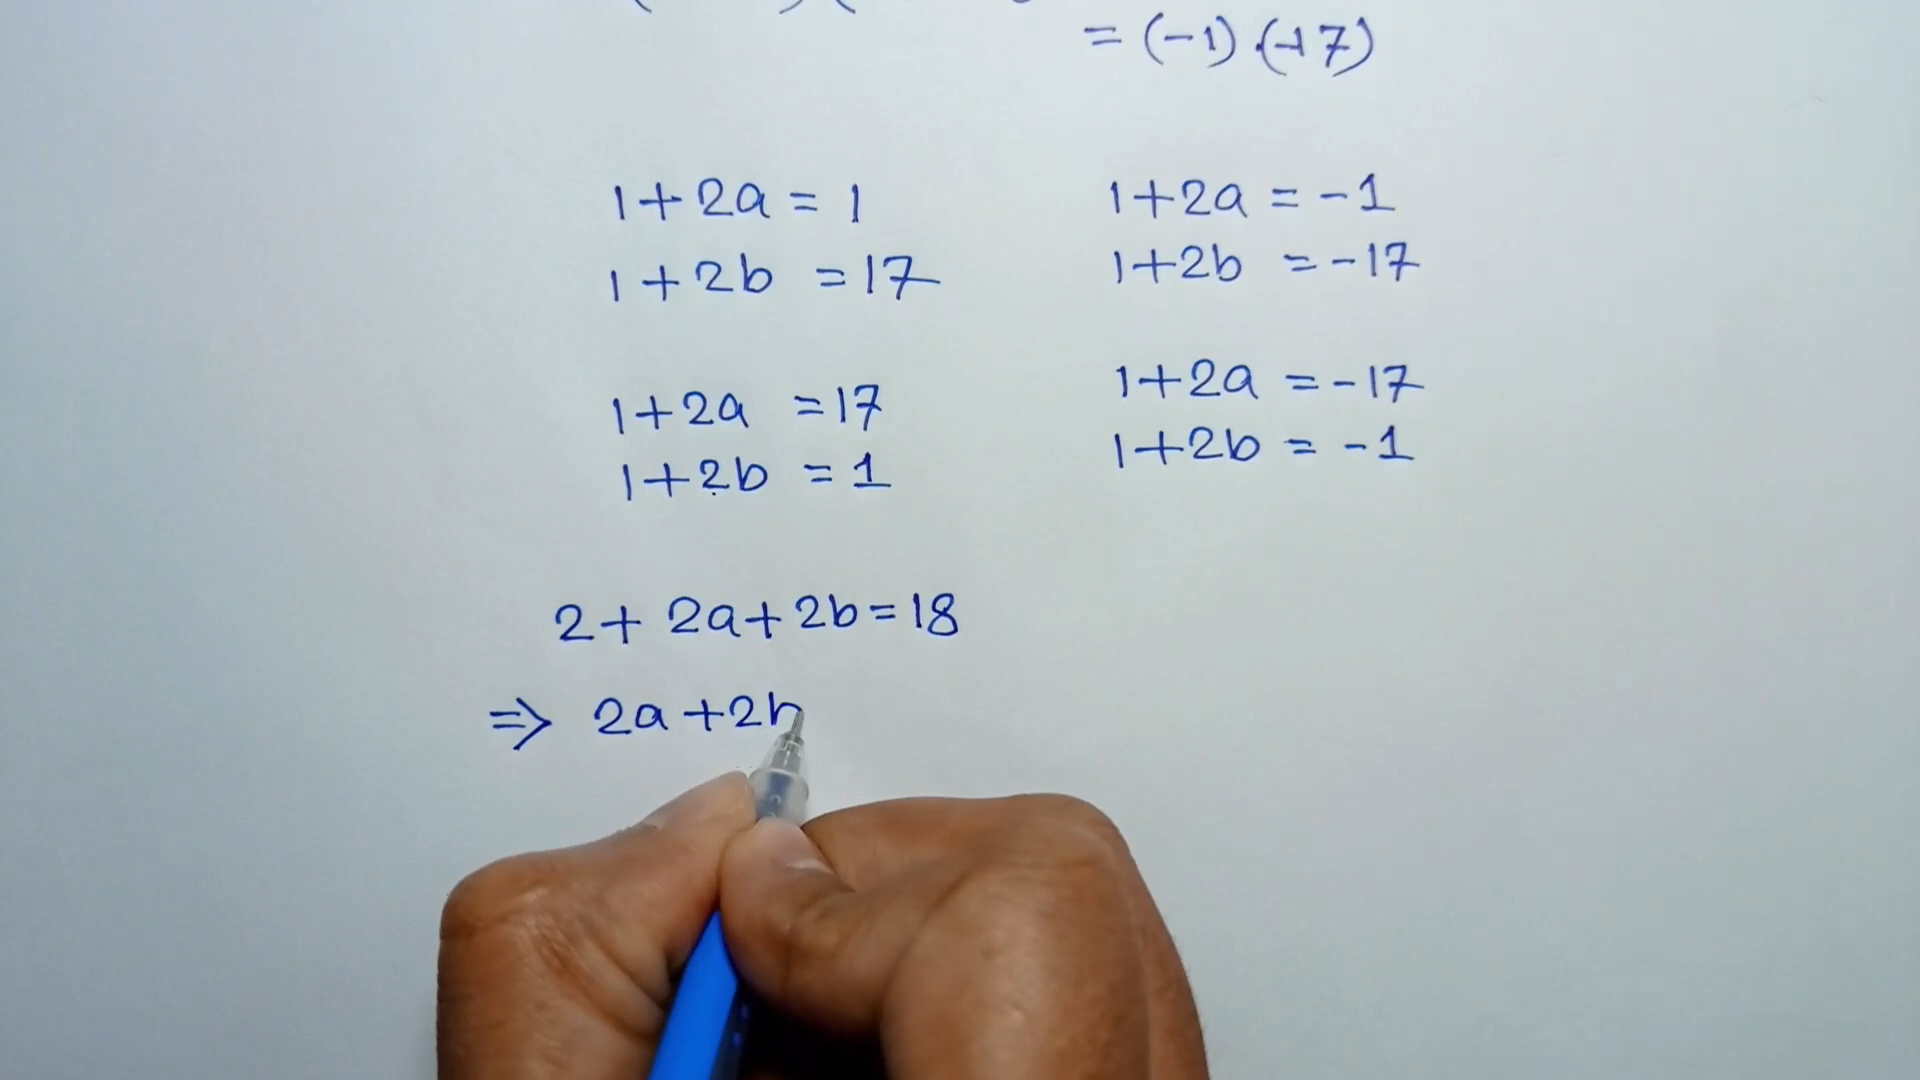 = (-1) · (-17)
1+2a = 1
1+2b = 17
1+2a = -1
1+2b = -17
1+2a = 17
1+2b = 1
1+2a = -17
1+2b = -1
2+ 2a+2b=18
⇒ 2a+2b